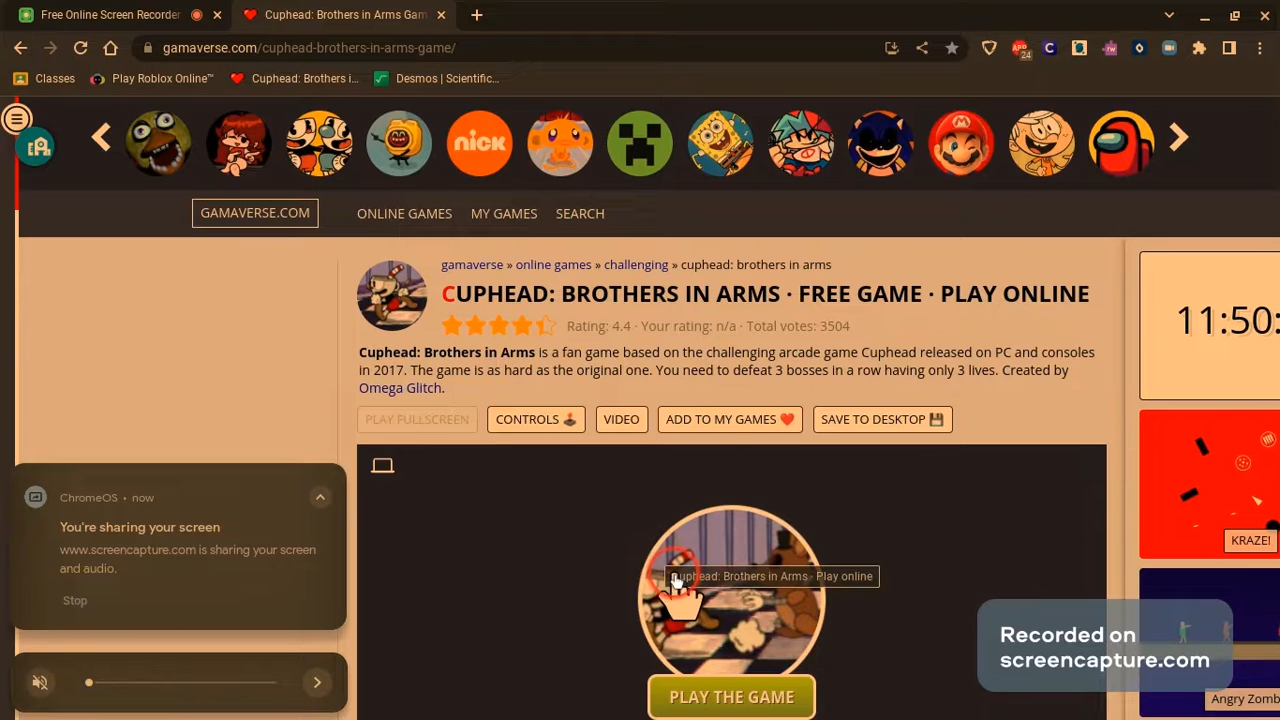 Free Online Screen Recorder
Cuphead: Brothers in Arms Gam
gamaverse.com/cuphead-brothers-in-arms-game/
24
Classes
Play Roblox Online™
Cuphead: Brothers i...
Desmos | Scientific...
nick
GAMAVERSE.COM
ONLINE GAMES
MY GAMES
SEARCH
gamaverse » online games » challenging » cuphead: brothers in arms
CUPHEAD: BROTHERS IN ARMS · FREE GAME · PLAY ONLINE
Rating: 4.4 · Your rating: n/a · Total votes: 3504
Cuphead: Brothers in Arms is a fan game based on the challenging arcade game Cuphead released on PC and consoles
in 2017. The game is as hard as the original one. You need to defeat 3 bosses in a row having only 3 lives. Created by
Omega Glitch.
PLAY FULLSCREEN
CONTROLS
VIDEO
ADD TO MY GAMES
SAVE TO DESKTOP
11:50:
KRAZE!
ChromeOS • now
You're sharing your screen
www.screencapture.com is sharing your screen
and audio.
Stop
Cuphead: Brothers in Arms · Play online
PLAY THE GAME
Recorded on
screencapture.com
Angry Zomb